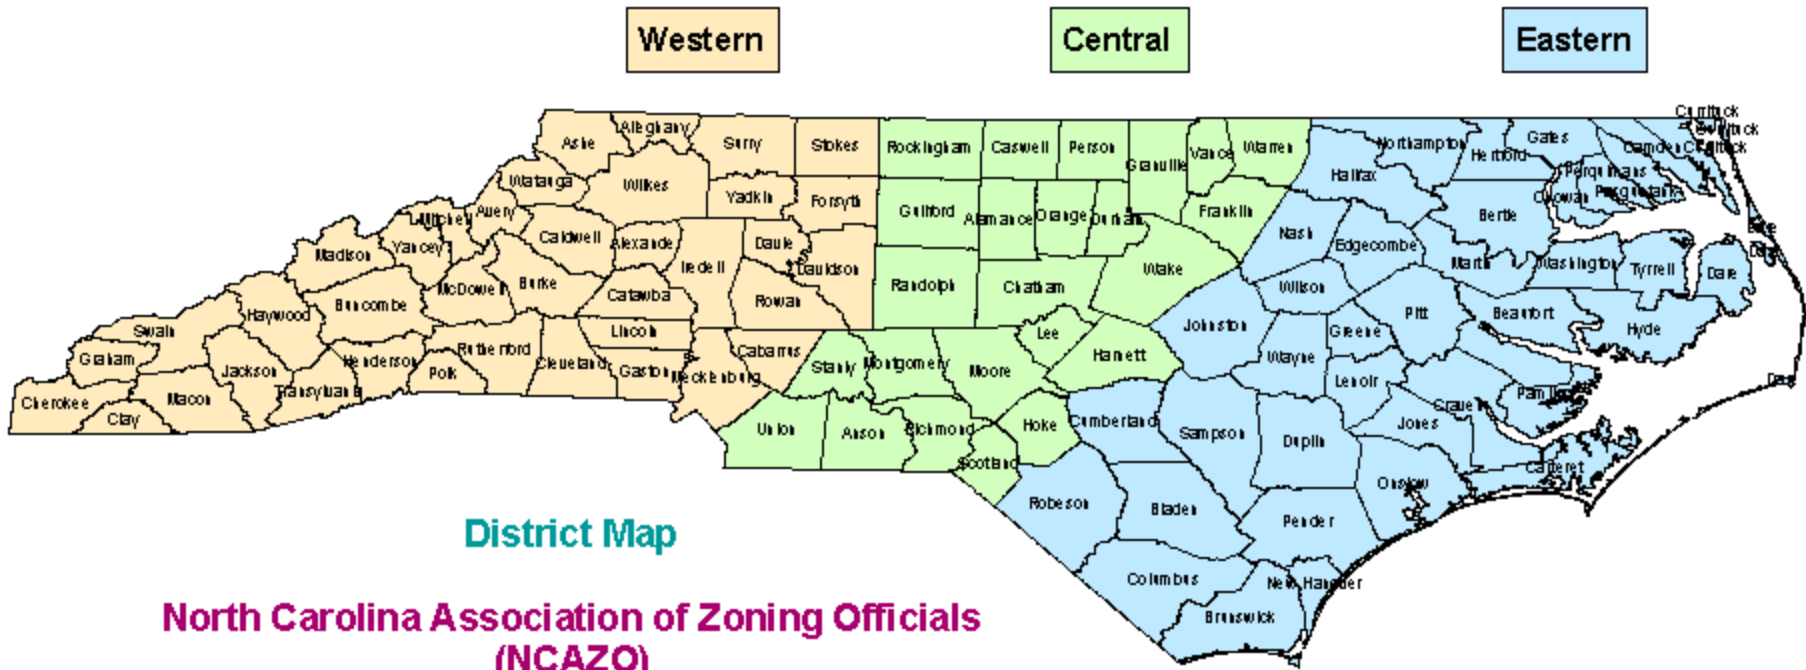 Western
Central
Eastern
Currituck
Ashe
Alleghany
Surry
Stokes
Rockingham
Caswell
Person
Granville
Vance
Warren
Northampton
Hertford
Gates
Camden
Watauga
Wilkes
Yadkin
Forsyth
Guilford
Alamance
Orange
Durham
Franklin
Halifax
Bertie
Chowan
Perquimans
Pasquotank
Mitchell
Avery
Caldwell
Alexander
Iredell
Davie
Davidson
Nash
Edgecombe
Madison
Yancey
McDowell
Burke
Catawba
Rowan
Randolph
Chatham
Wake
Wilson
Martin
Washington
Tyrrell
Dare
Dare
Dare
Haywood
Buncombe
Swain
Graham
Jackson
Henderson
Rutherford
Polk
Cleveland
Lincoln
Gaston
Mecklenburg
Cabarrus
Stanly
Montgomery
Moore
Lee
Harnett
Johnston
Wayne
Greene
Pitt
Beaufort
Hyde
Dare
Cherokee
Clay
Macon
Transylvania
Union
Anson
Richmond
Scotland
Hoke
Cumberland
Sampson
Duplin
Lenoir
Jones
Craven
Pamlico
Carteret
Onslow
Robeson
Bladen
Pender
Columbus
New Hanover
Brunswick
District Map
North Carolina Association of Zoning Officials
(NCAZO)